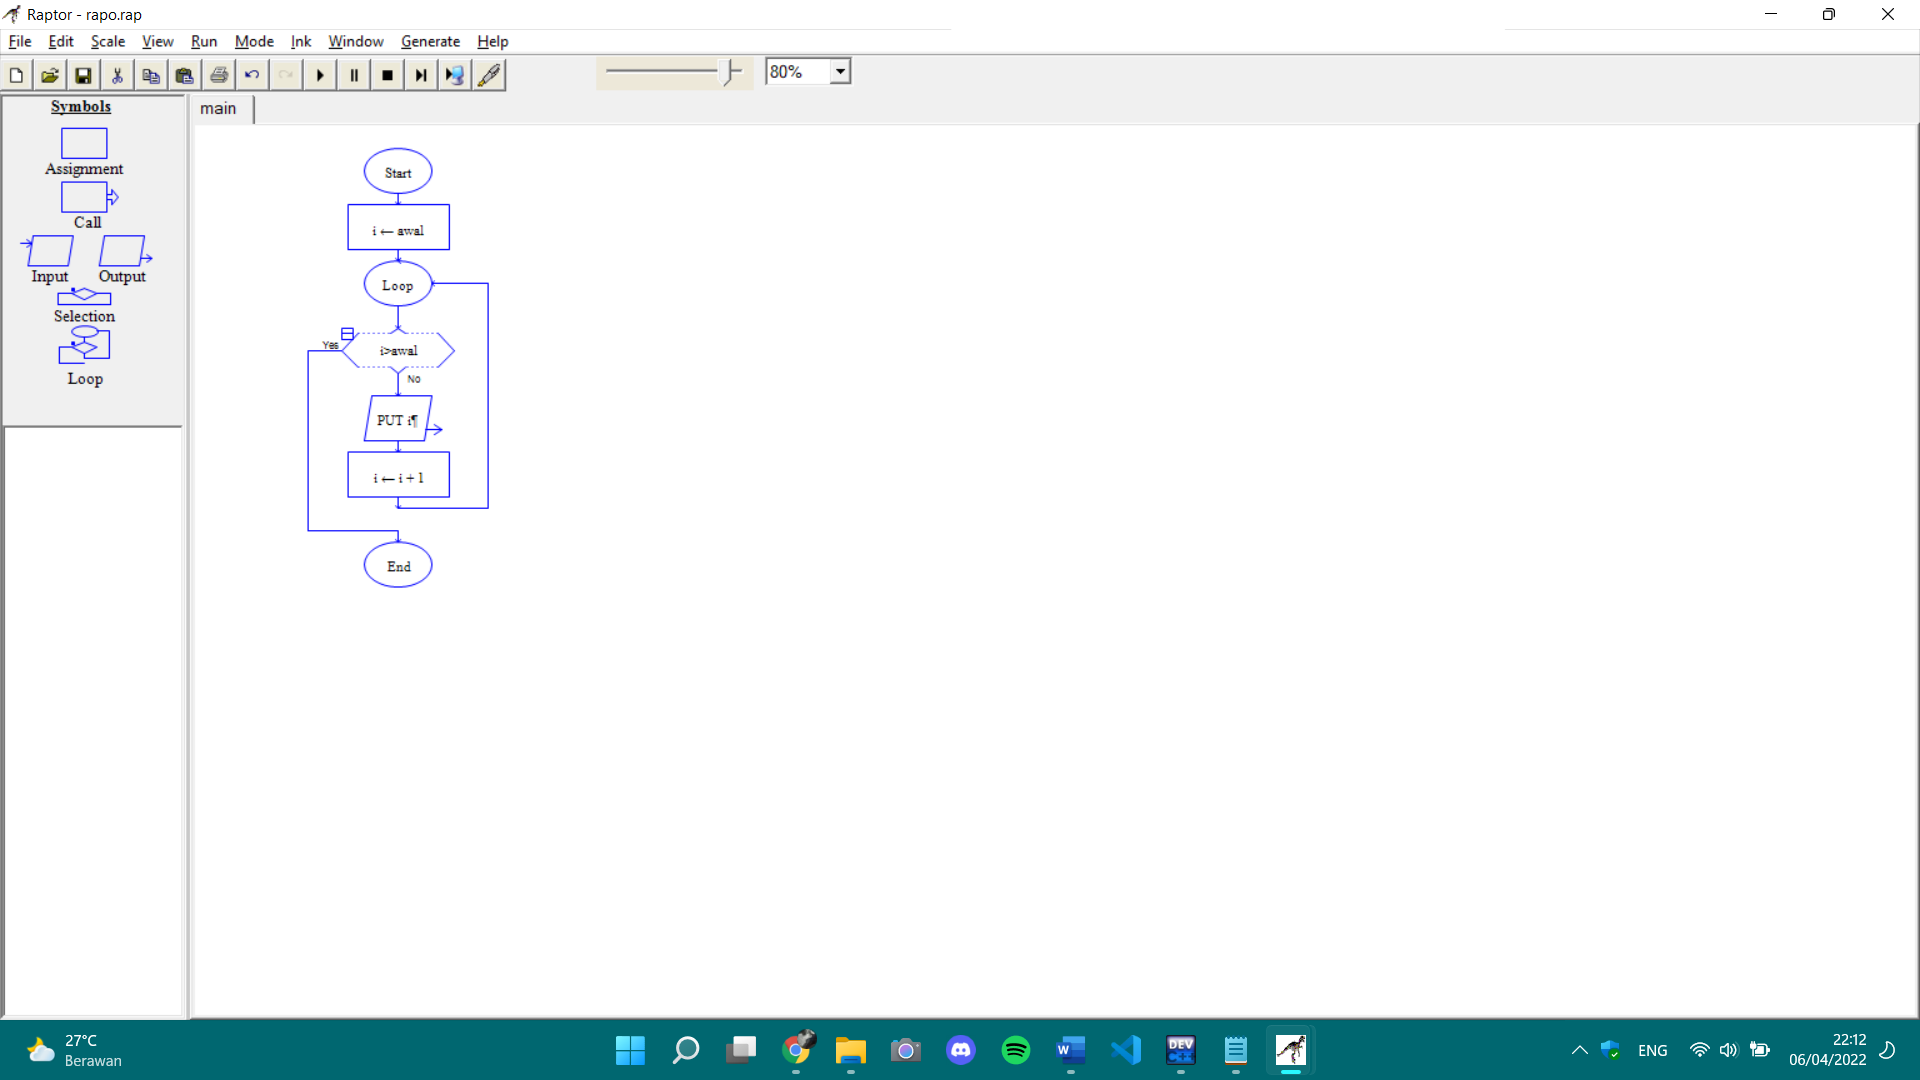 Raptor - rapo.rap
File Edit Scale View Run Mode Ink Window Generate Help
80%
Symbols
Assignment
Call
Input Output
Selection
Loop
main
Start
i ← awal
Loop
Yes
i>awal
No
PUT i¶
i ← i + 1
End
27°C
Berawan
W
DEV
C++
ENG
22:12
06/04/2022